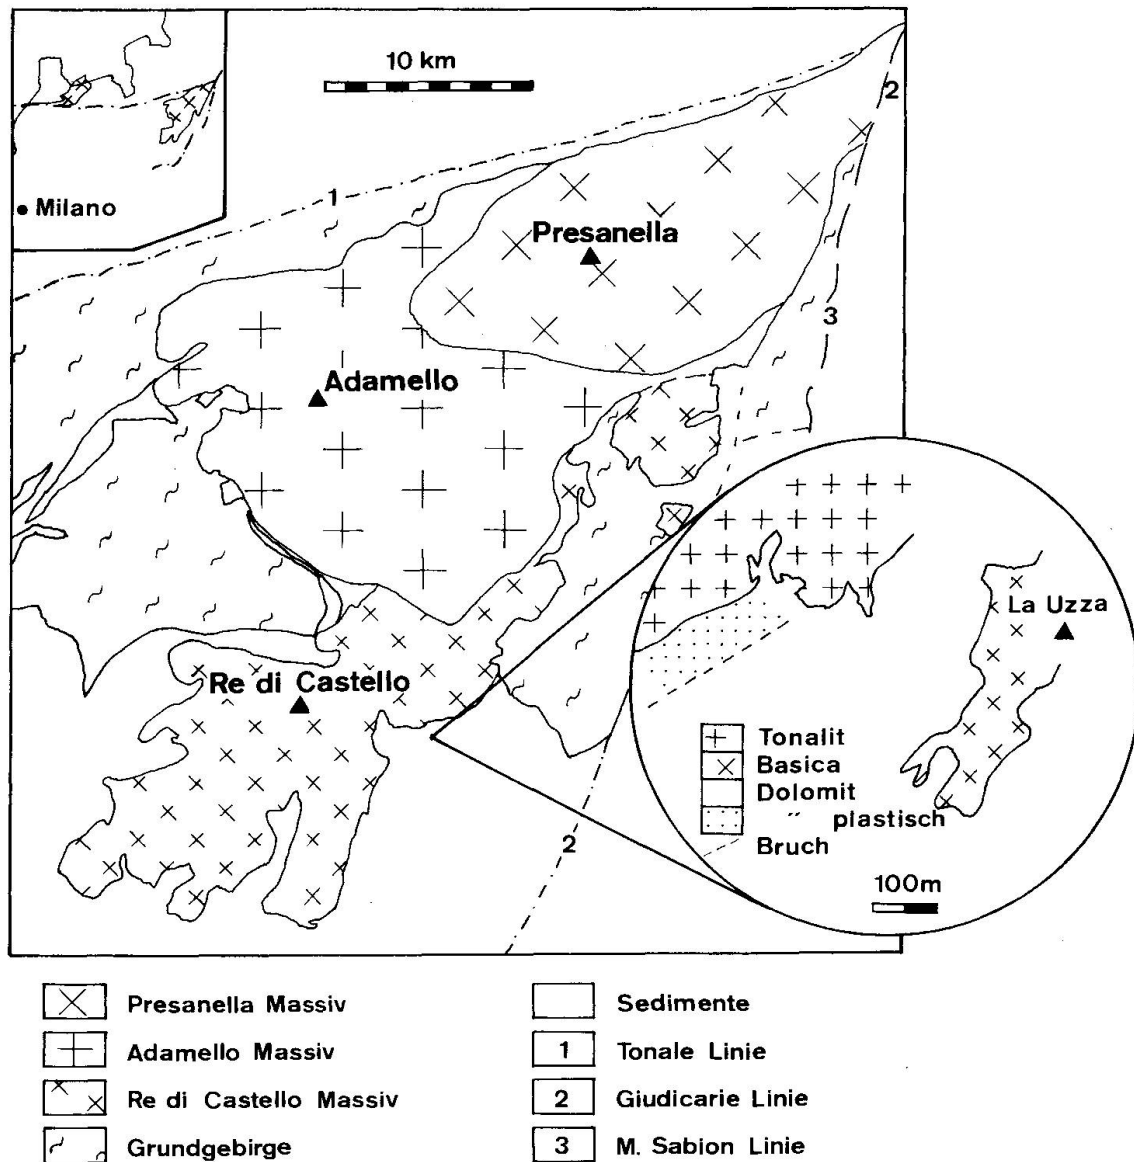 10 km
2
1
Milano
Presanella
3
Adamello
La Uzza
Re di Castello
Tonalit
Basica
Dolomit
" plastisch
Bruch
2
100m
Presanella Massiv
Adamello Massiv
Re di Castello Massiv
Grundgebirge
Sedimente
1 Tonale Linie
2 Giudicarie Linie
3 M. Sabion Linie